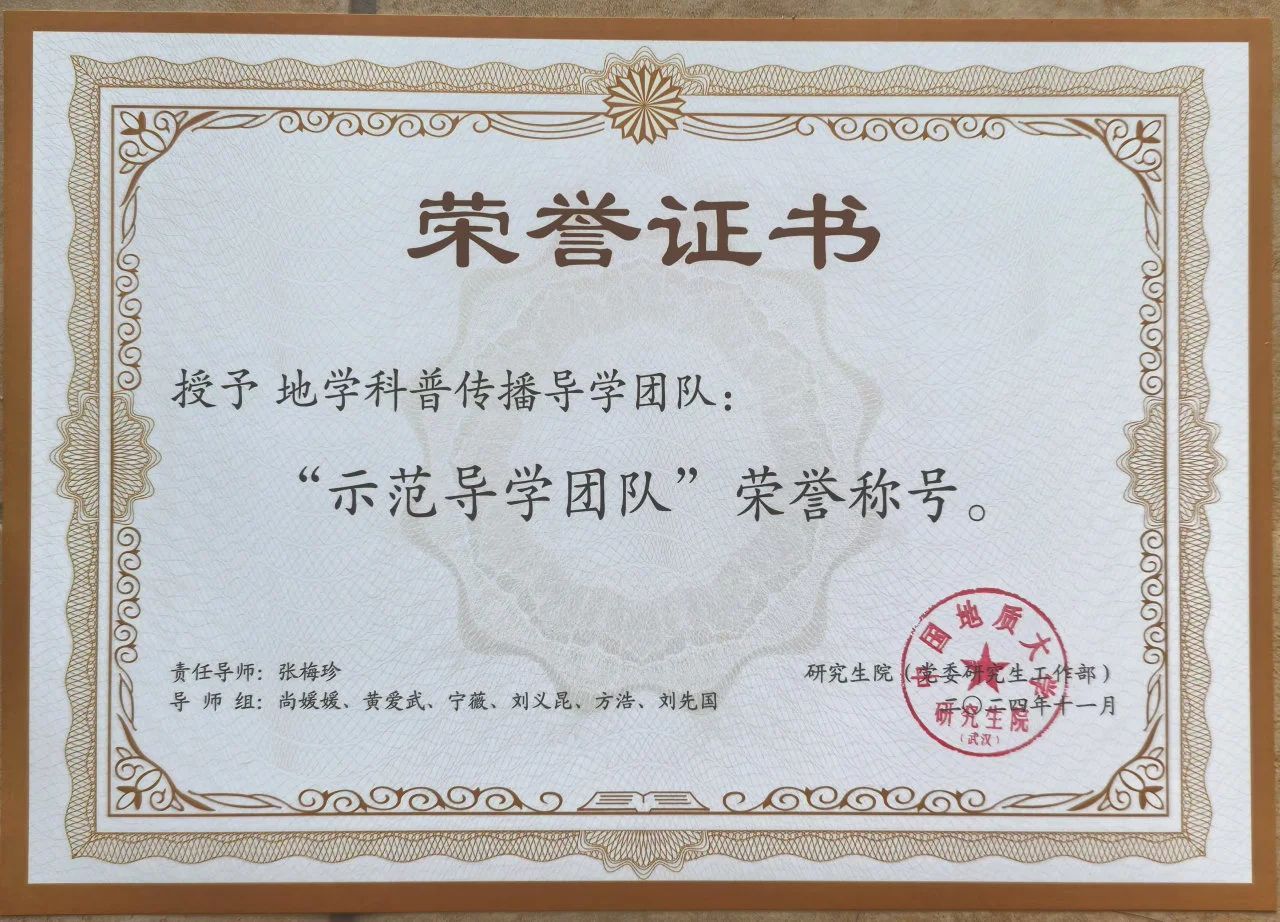 荣誉证书
授予 地学科普传播导学团队：
“示范导学团队”荣誉称号。
责任导师：张梅珍
导 师 组：尚媛媛、黄爱武、宁薇、刘义昆、方浩、刘先国
研究生院（党委研究生工作部）
二〇二四年十一月
中国地质大学
研究生院
（武汉）